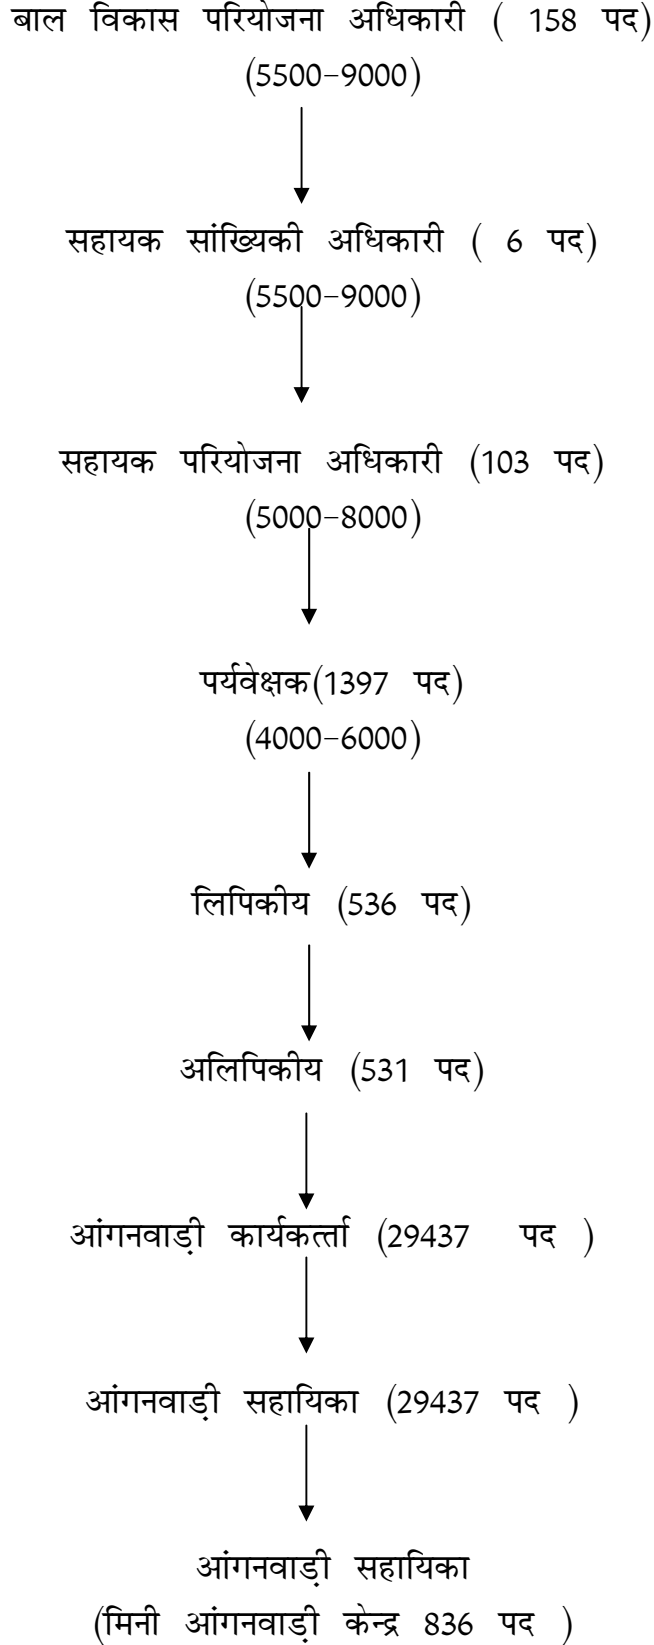 बाल विकास परियोजना अधिकारी ( 158 पद)
(5500-9000)
सहायक सांख्यिकी अधिकारी ( 6 पद)
(5500-9000)
सहायक परियोजना अधिकारी (103 पद)
(5000-8000)
पर्यवेक्षक(1397 पद)
(4000-6000)
लिपिकीय (536 पद)
अलिपिकीय (531 पद)
आंगनवाड़ी कार्यकर्त्ता (29437 पद )
आंगनवाड़ी सहायिका (29437 पद )
आंगनवाड़ी सहायिका
(मिनी आंगनवाड़ी केन्द्र 836 पद )